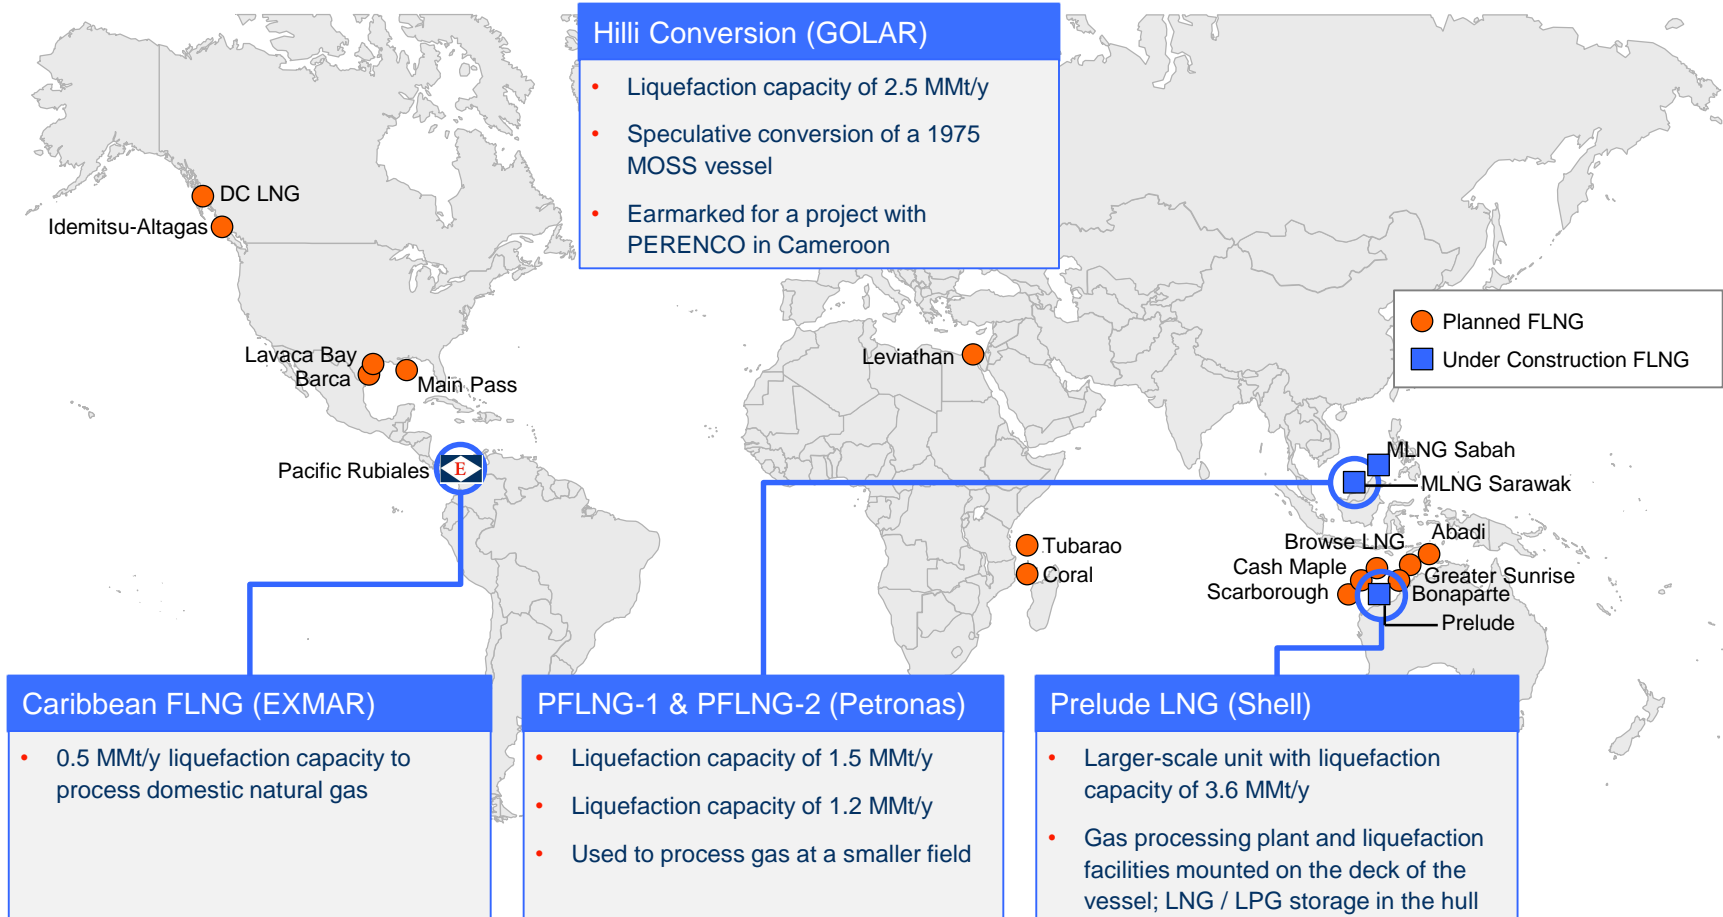 Hilli Conversion (GOLAR)
• Liquefaction capacity of 2.5 MMt/y
• Speculative conversion of a 1975
MOSS vessel
• Earmarked for a project with
PERENCO in Cameroon
DC LNG
Idemitsu-Altagas
Planned FLNG
Under Construction FLNG
Lavaca Bay
Barca
Main Pass
Leviathan
Pacific Rubiales
E
MLNG Sabah
MLNG Sarawak
Tubarao
Coral
Abadi
Browse LNG
Cash Maple
Greater Sunrise
Scarborough
Bonaparte
Prelude
Caribbean FLNG (EXMAR)
• 0.5 MMt/y liquefaction capacity to
process domestic natural gas
PFLNG-1 & PFLNG-2 (Petronas)
• Liquefaction capacity of 1.5 MMt/y
• Liquefaction capacity of 1.2 MMt/y
• Used to process gas at a smaller field
Prelude LNG (Shell)
• Larger-scale unit with liquefaction
capacity of 3.6 MMt/y
• Gas processing plant and liquefaction
facilities mounted on the deck of the
vessel; LNG / LPG storage in the hull